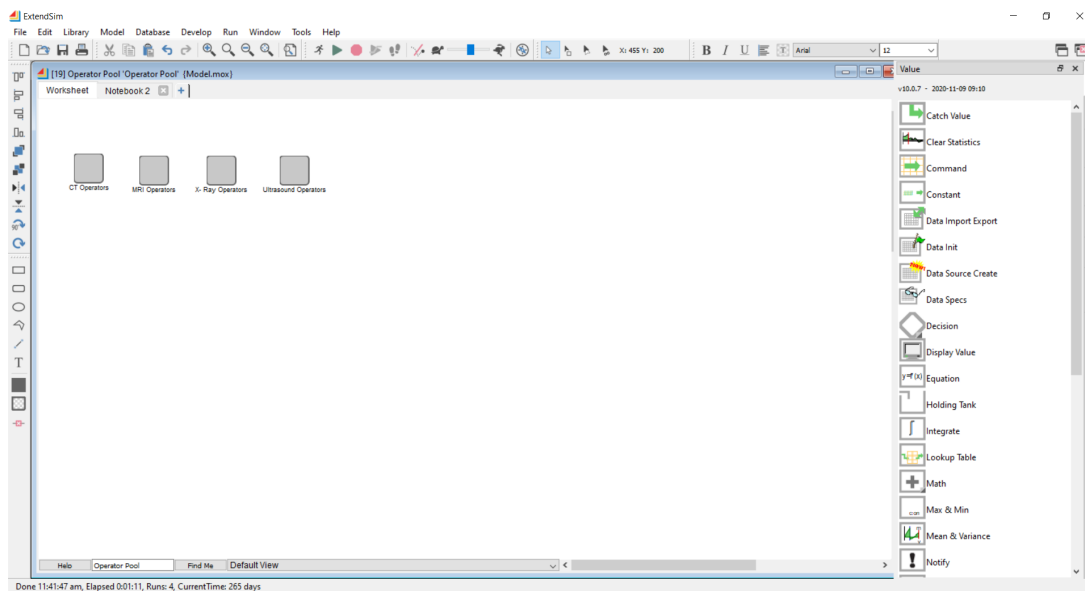 ExtendSim
File Edit Library Model Database Develop Run Window Tools Help
X: 455 Y: 200 B I U T Arial 12
[19] Operator Pool 'Operator Pool' {Model.mox}
Worksheet Notebook 2 +
CT Operators MRI Operators X- Ray Operators Ultrasound Operators
Help Operator Pool Find Me Default View
Done 11:41:47 am, Elapsed 0:01:11, Runs: 4, CurrentTime: 265 days
90°
T
Value
v10.0.7 - 2020-11-09 09:10
Catch Value
Clear Statistics
Command
Constant
Data Import Export
Data Init
Data Source Create
Data Specs
Decision
Display Value
y=f(x) Equation
Holding Tank
Integrate
Lookup Table
Math
Max & Min
Mean & Variance
Notify